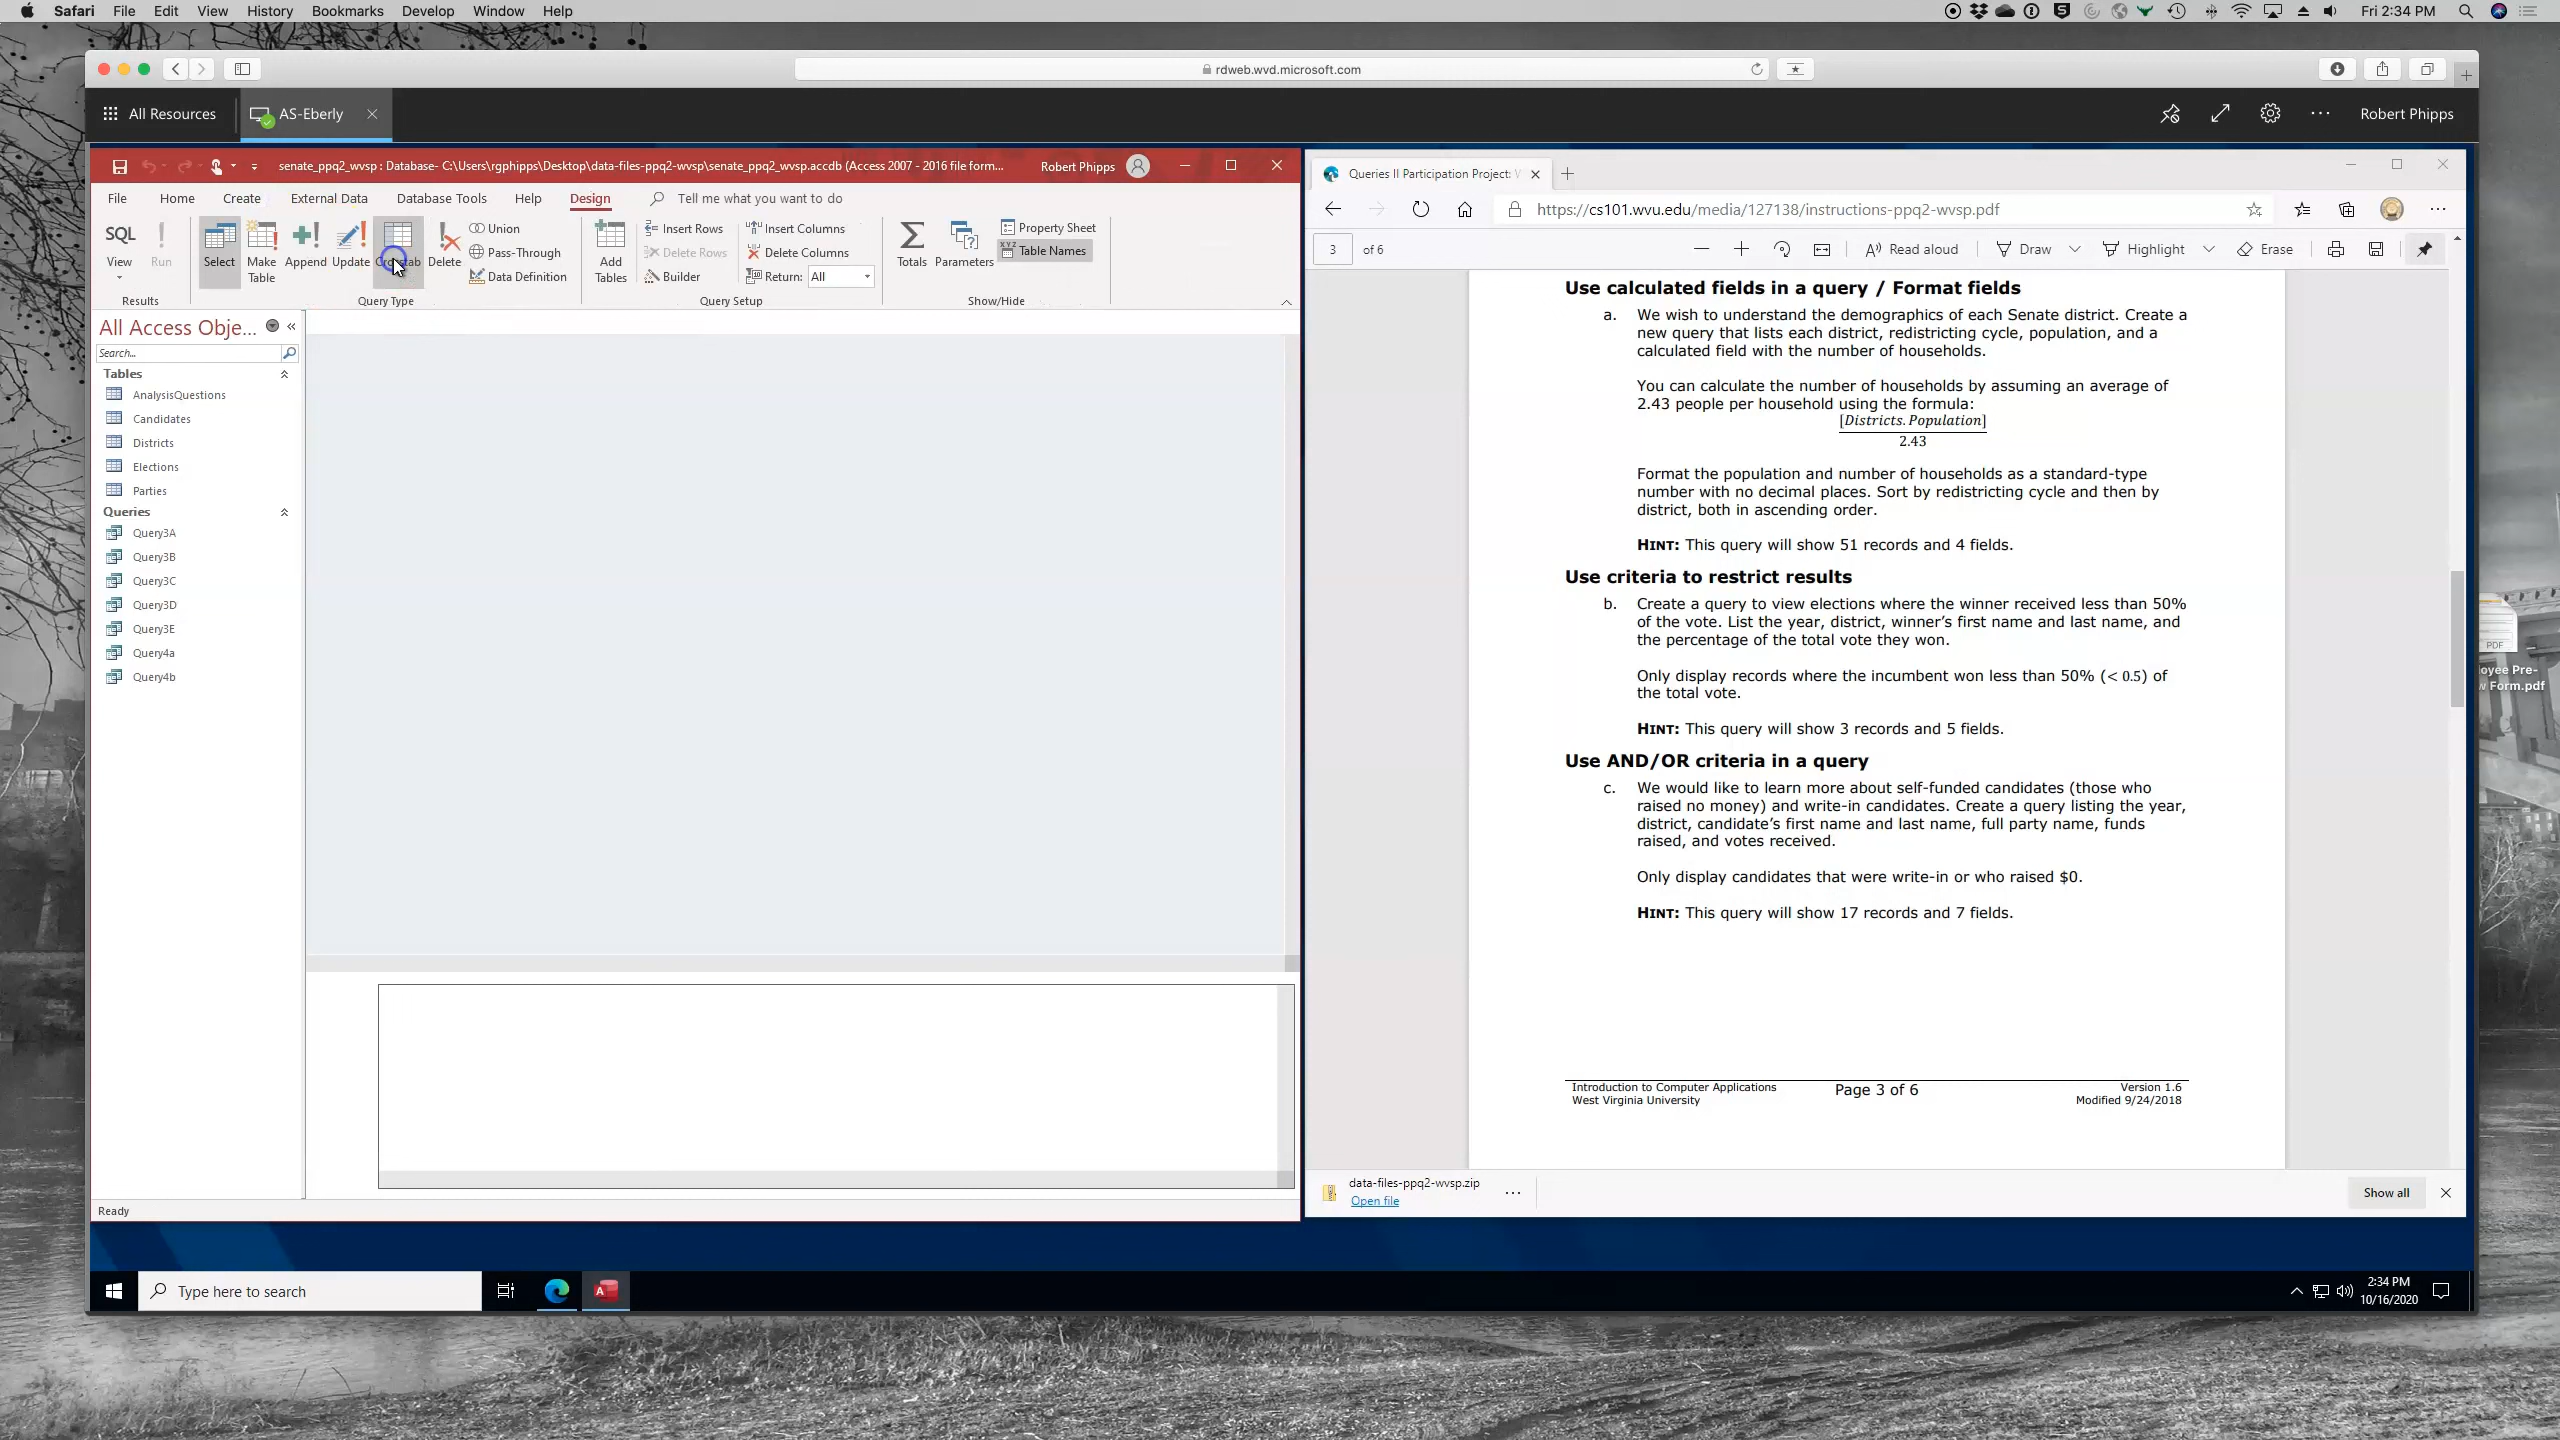 Safari File Edit View History Bookmarks Develop Window Help
Fri 2:34 PM
rdweb.wvd.microsoft.com
All Resources
AS-Eberly
Robert Phipps
senate_ppq2_wvsp : Database- C:\Users\rgphipps\Desktop\data-files-ppq2-wvsp\senate_ppq2_wvsp.accdb (Access 2007 - 2016 file form...
Robert Phipps
File Home Create External Data Database Tools Help Design Tell me what you want to do
SQL
View
Run
Results
Select
Make
Table
Append
Update
Crosstab
Delete
Union
Pass-Through
Data Definition
Query Type
Add
Tables
Insert Rows
Delete Rows
Builder
Insert Columns
Delete Columns
Return: All
Query Setup
Totals
Parameters
Property Sheet
XYZ Table Names
Show/Hide
All Access Obje...
Search...
Tables
AnalysisQuestions
Candidates
Districts
Elections
Parties
Queries
Query3A
Query3B
Query3C
Query3D
Query3E
Query4a
Query4b
Ready
Queries II Participation Project:
https://cs101.wvu.edu/media/127138/instructions-ppq2-wvsp.pdf
3 of 6
Read aloud
Draw
Highlight
Erase
Use calculated fields in a query / Format fields
a. We wish to understand the demographics of each Senate district. Create a
new query that lists each district, redistricting cycle, population, and a
calculated field with the number of households.
You can calculate the number of households by assuming an average of
2.43 people per household using the formula:
[Districts.Population]
2.43
Format the population and number of households as a standard-type
number with no decimal places. Sort by redistricting cycle and then by
district, both in ascending order.
HINT: This query will show 51 records and 4 fields.
Use criteria to restrict results
b. Create a query to view elections where the winner received less than 50%
of the vote. List the year, district, winner’s first name and last name, and
the percentage of the total vote they won.
Only display records where the incumbent won less than 50% (< 0.5) of
the total vote.
HINT: This query will show 3 records and 5 fields.
Use AND/OR criteria in a query
c. We would like to learn more about self-funded candidates (those who
raised no money) and write-in candidates. Create a query listing the year,
district, candidate’s first name and last name, full party name, funds
raised, and votes received.
Only display candidates that were write-in or who raised $0.
HINT: This query will show 17 records and 7 fields.
Introduction to Computer Applications
West Virginia University
Page 3 of 6
Version 1.6
Modified 9/24/2018
data-files-ppq2-wvsp.zip
Open file
Show all
PDF
oyee Pre-
w Form.pdf
Type here to search
2:34 PM
10/16/2020